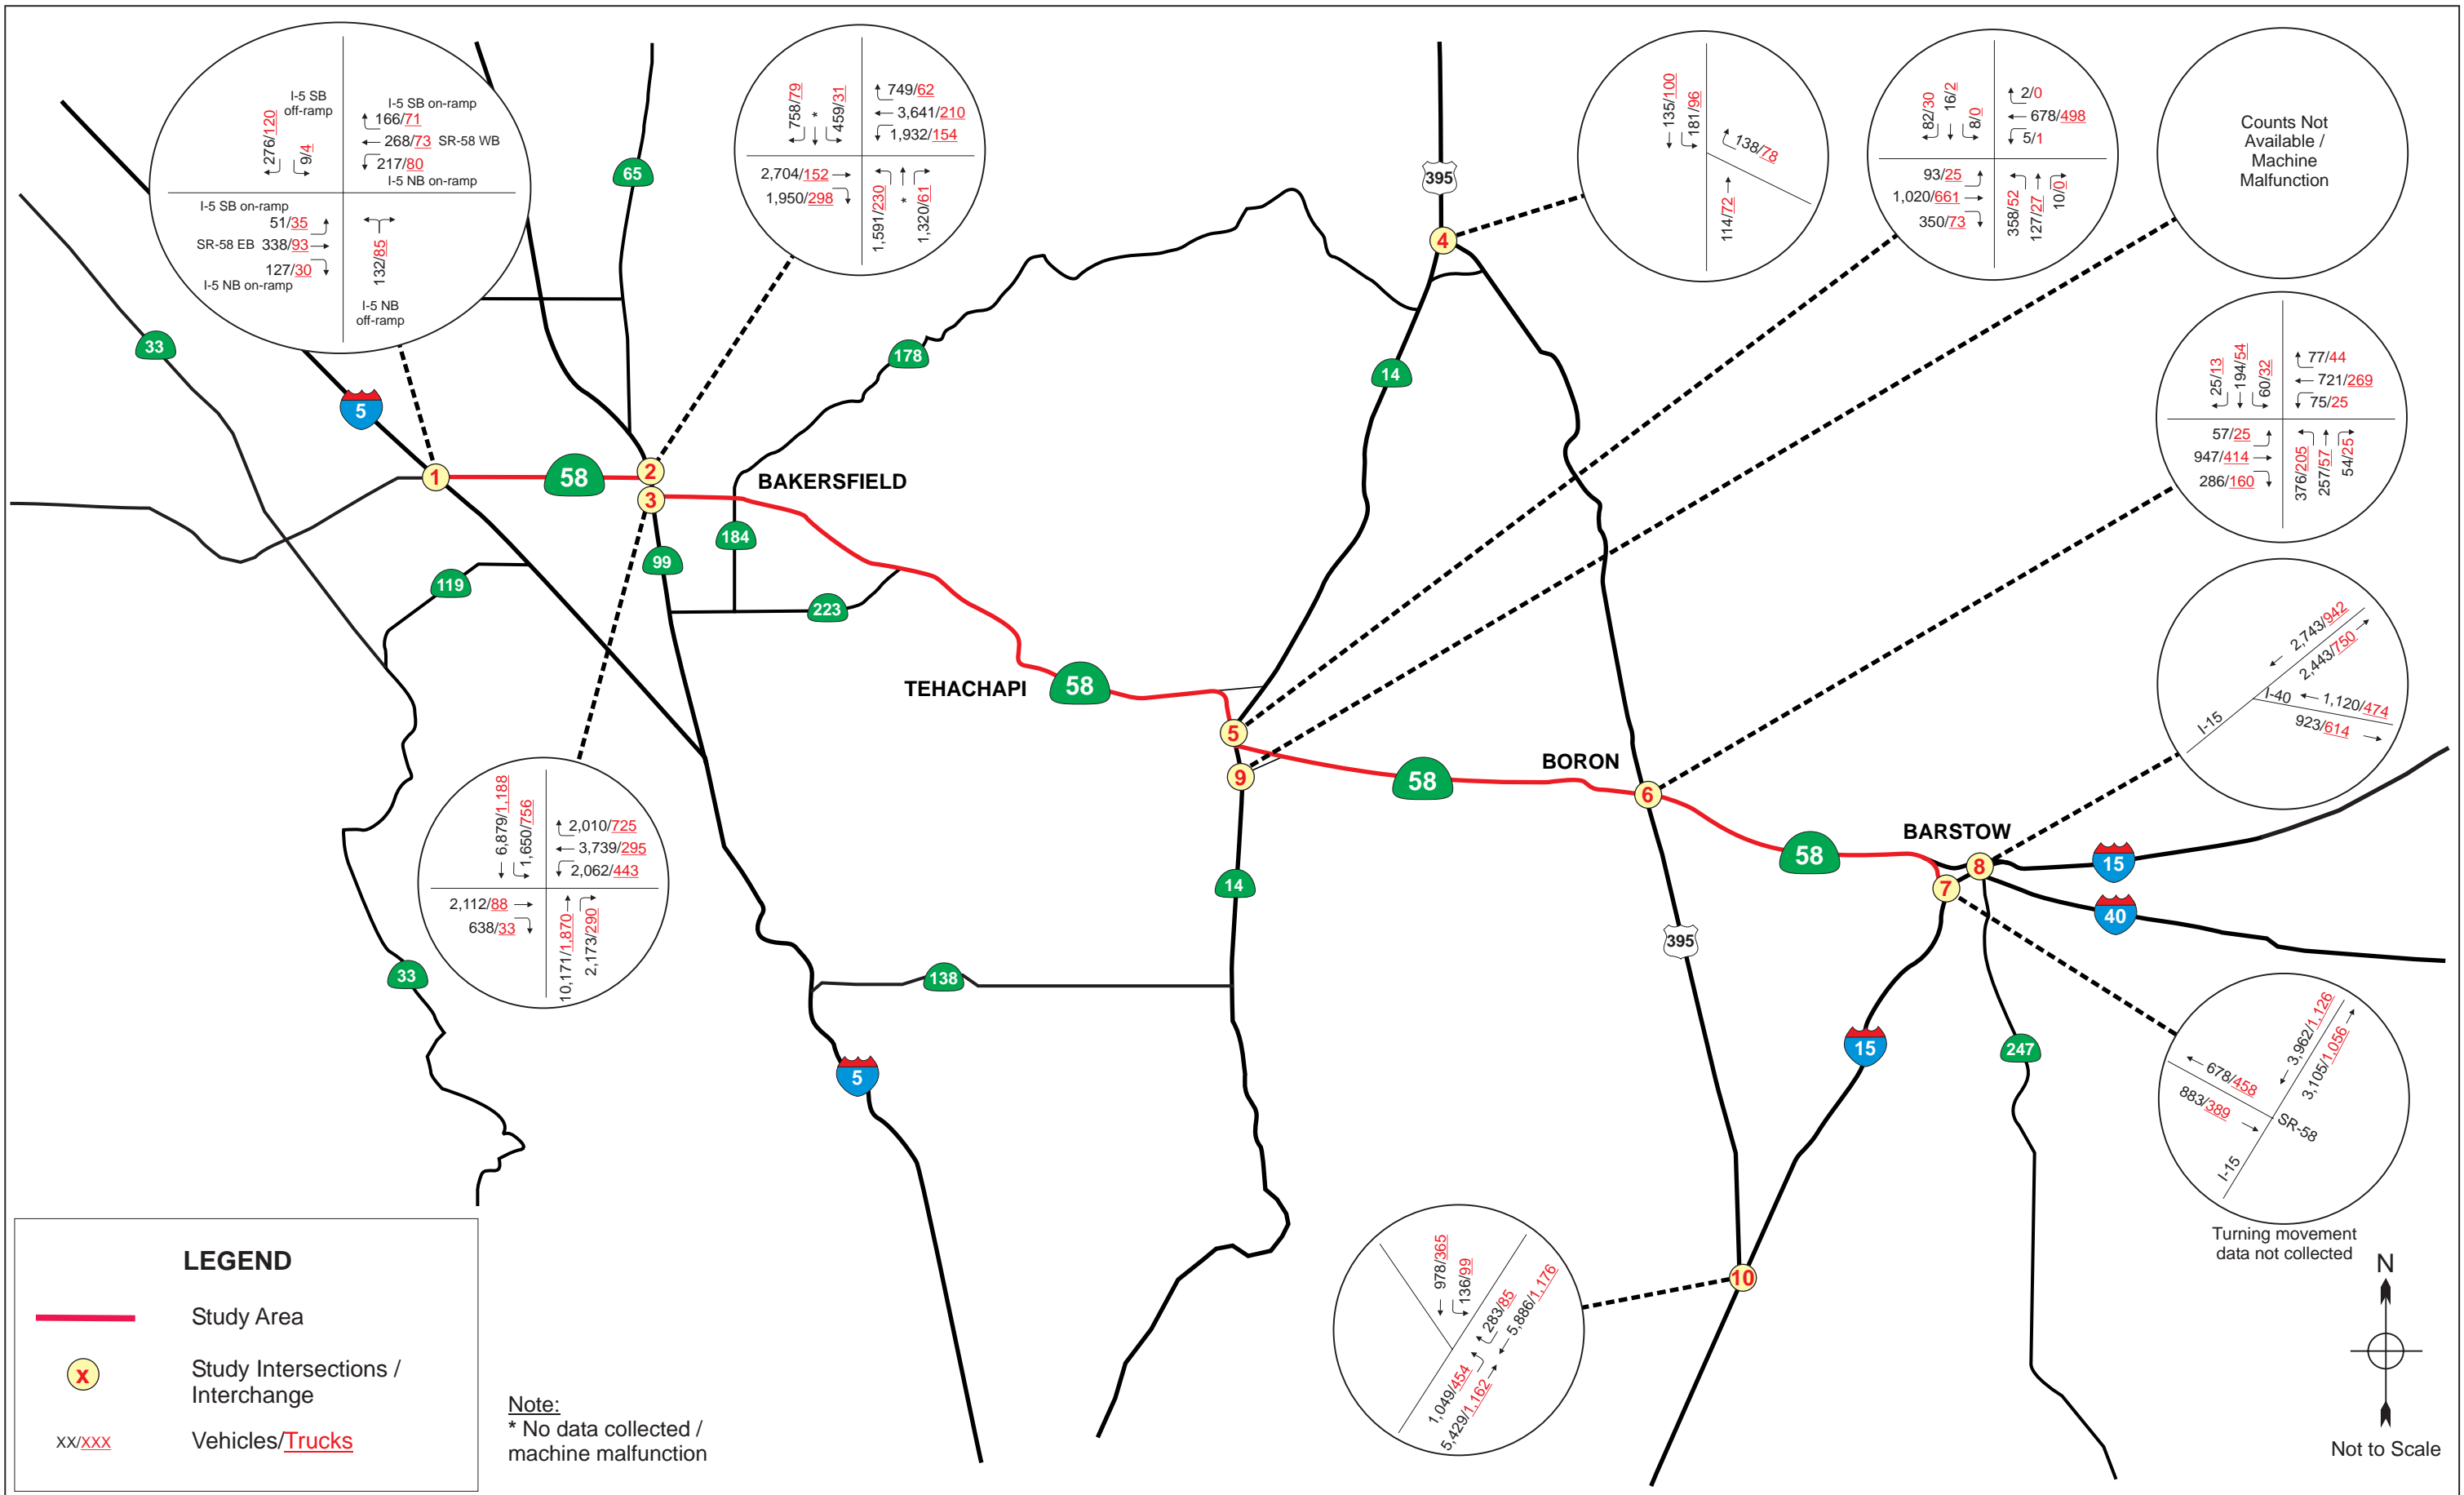 I-5 SB
off-ramp
276/120
9/4
I-5 SB on-ramp
166/71
268/73 SR-58 WB
217/80
I-5 NB on-ramp
I-5 SB on-ramp
51/35
SR-58 EB 338/93
127/30
I-5 NB on-ramp
132/85
I-5 NB
off-ramp
758/79
*
459/31
749/62
3,641/210
1,932/154
2,704/152
1,950/298
1,591/230
*
1,320/61
135/100
181/96
138/78
114/72
82/30
16/2
8/0
2/0
678/498
5/1
93/25
1,020/661
350/73
358/52
127/27
10/0
Counts Not
Available /
Machine
Malfunction
25/13
194/54
60/32
77/44
721/269
75/25
57/25
947/414
286/160
376/205
257/57
54/25
2,743/942
2,443/750
I-40
1,120/474
923/614
I-15
6,879/1,188
1,650/756
2,010/725
3,739/295
2,062/443
2,112/88
638/33
10,171/1,870
2,173/290
678/458
883/389
3,962/1,126
3,105/1,056
SR-58
I-15
Turning movement
data not collected
978/365
136/99
283/85
5,886/1,176
1,049/454
5,429/1,162
65
395
4
33
178
14
5
1
58
2
3
BAKERSFIELD
184
99
119
223
TEHACHAPI
58
5
9
BORON
58
6
BARSTOW
58
8
7
15
40
14
395
33
138
5
15
247
10
LEGEND
Study Area
x
Study Intersections /
Interchange
XX/XXX
Vehicles/Trucks
Note:
* No data collected /
machine malfunction
N
Not to Scale